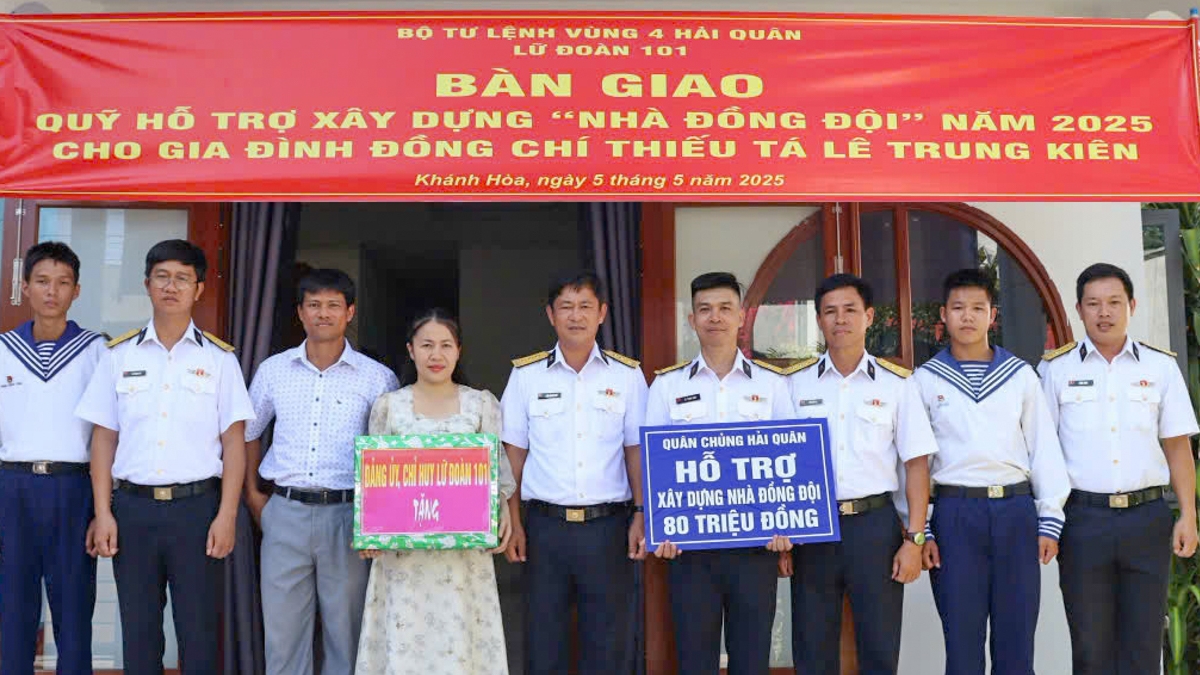 BỘ TƯ LỆNH VÙNG 4 HẢI QUÂN
LỮ ĐOÀN 101
BÀN GIAO
QUỸ HỖ TRỢ XÂY DỰNG “NHÀ ĐỒNG ĐỘI” NĂM 2025
CHO GIA ĐÌNH ĐỒNG CHÍ THIẾU TÁ LÊ TRUNG KIÊN
Khánh Hòa, ngày 5 tháng 5 năm 2025
ĐẢNG ỦY, CHỈ HUY LỮ ĐOÀN 101
TẶNG
QUÂN CHỦNG HẢI QUÂN
HỖ TRỢ
XÂY DỰNG NHÀ ĐỒNG ĐỘI
80 TRIỆU ĐỒNG